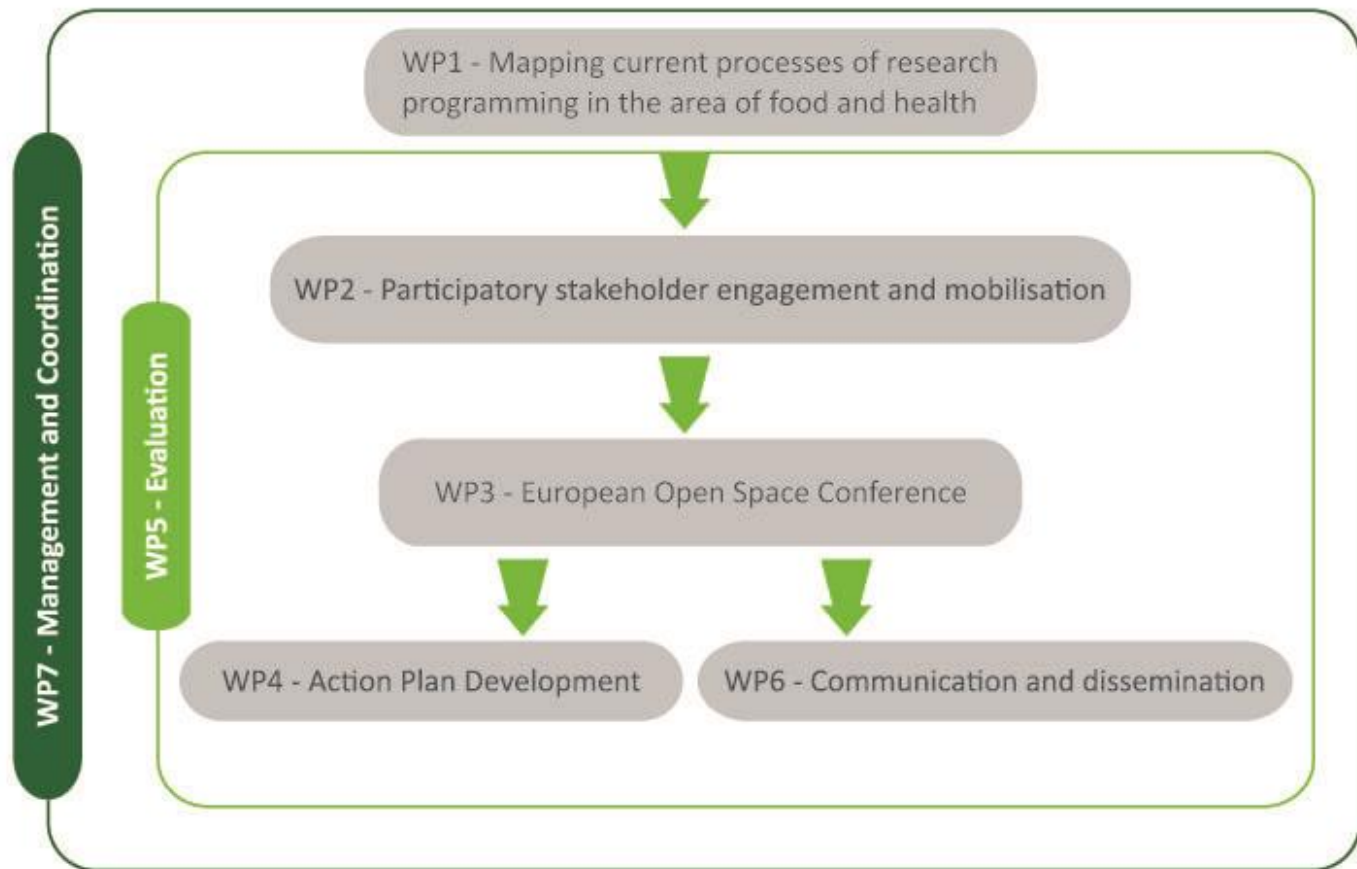 WP1 - Mapping current processes of research
programming in the area of food and health
WP7 - Management and Coordination
WP5 - Evaluation
WP2 - Participatory stakeholder engagement and mobilisation
WP3 - European Open Space Conference
WP4 - Action Plan Development
WP6 - Communication and dissemination